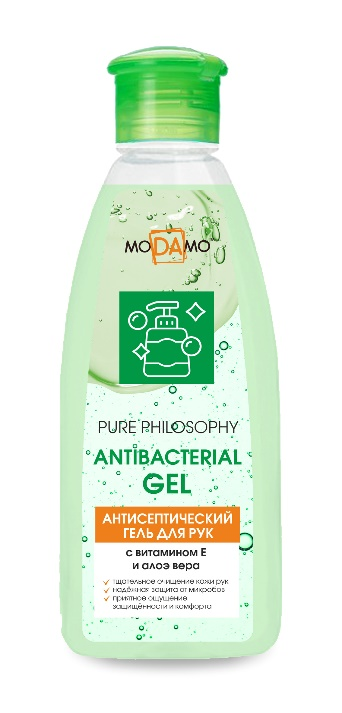 МОДАМО
PURE PHILOSOPHY
ANTIBACTERIAL
GEL
АНТИСЕПТИЧЕСКИЙ
ГЕЛЬ ДЛЯ РУК
с витамином Е
и алоэ вера
тщательное очищение кожи рук
надёжная защита от микробов
приятное ощущение
защищённости и комфорта